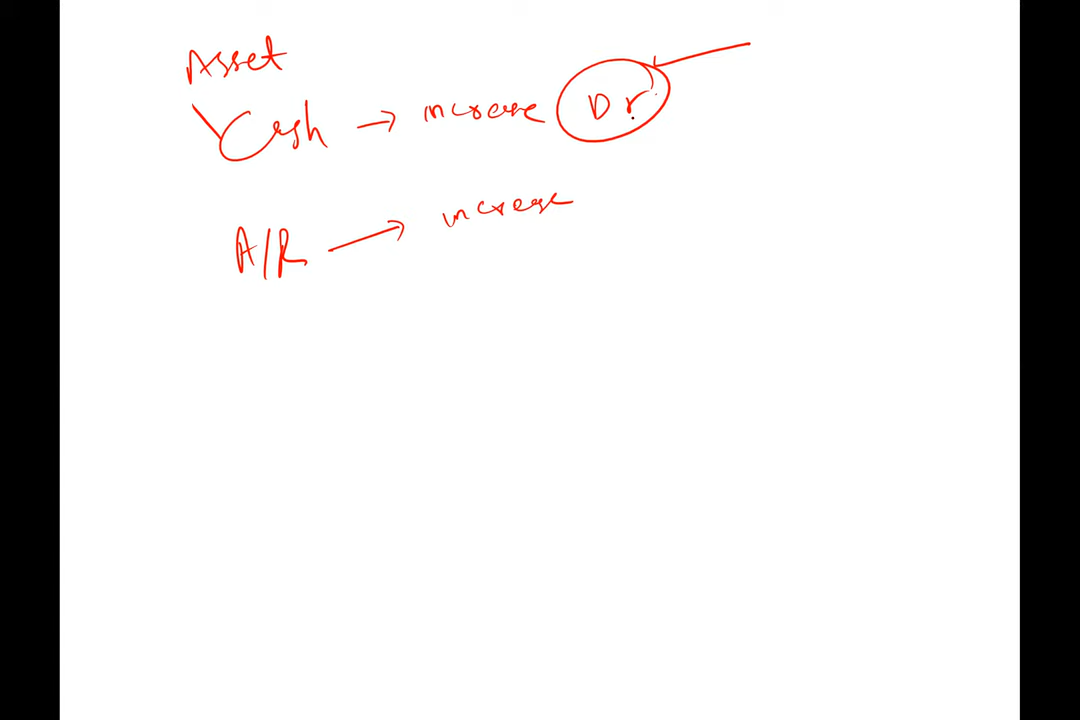 Asset
Cash → increase Dr
A/R → increase